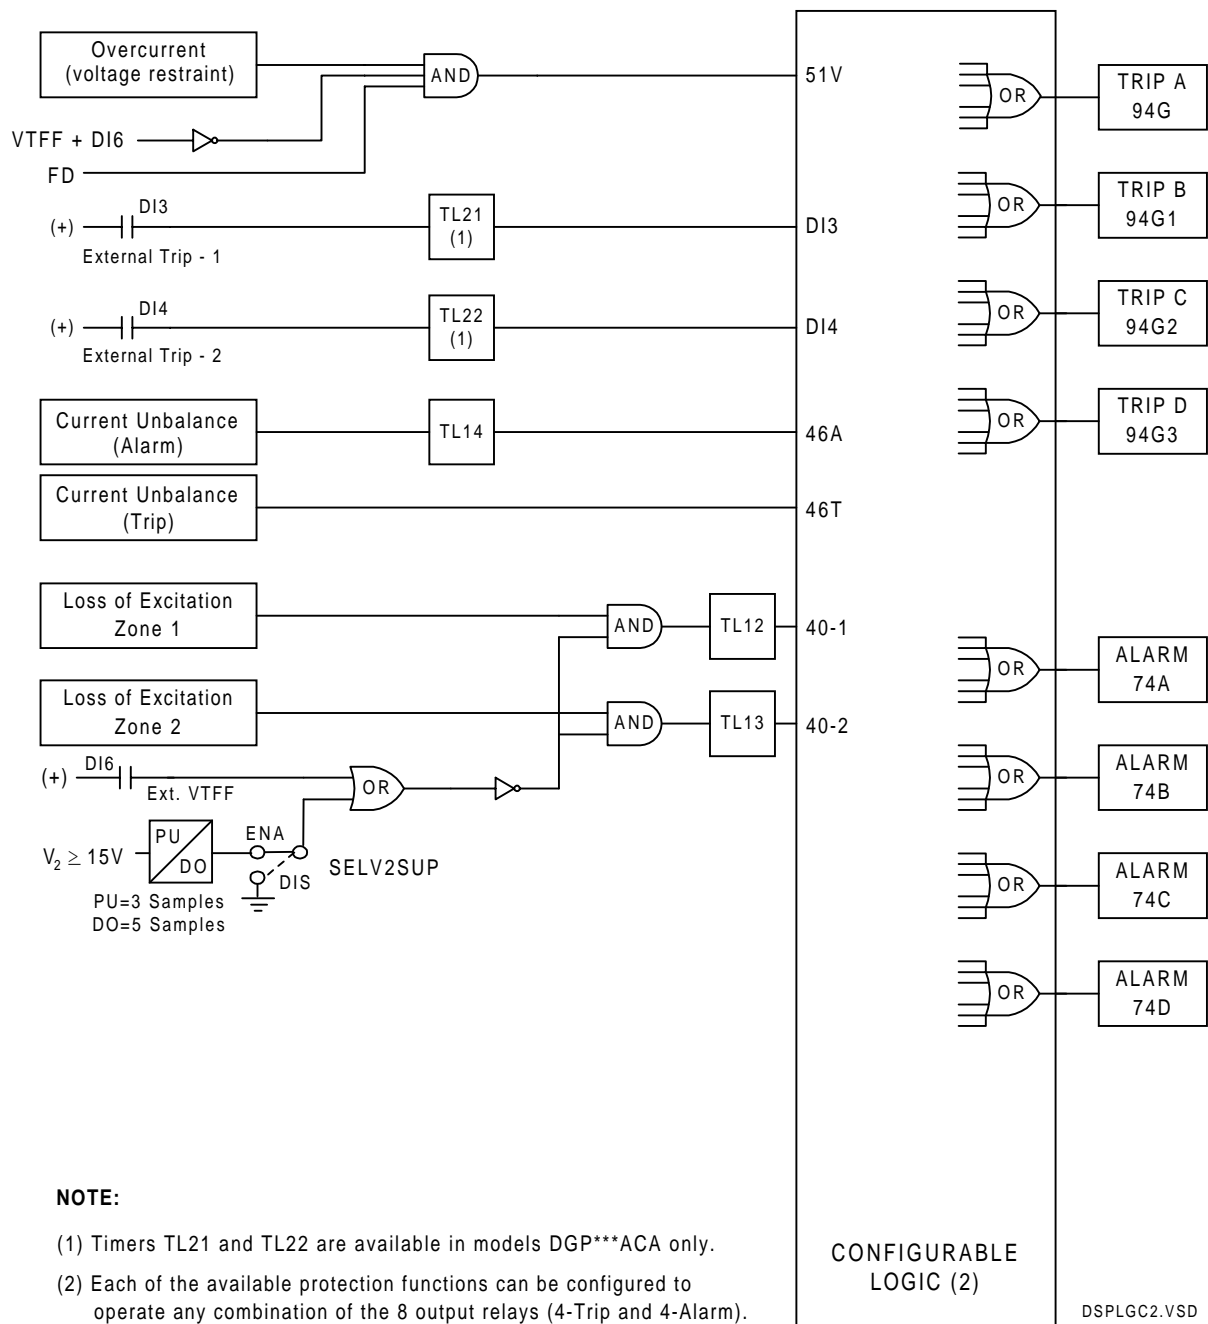 Overcurrent
(voltage restraint)
AND
51V
VTFF + DI6
FD
(+)
DI3
External Trip - 1
TL21
(1)
DI3
(+)
DI4
External Trip - 2
TL22
(1)
DI4
Current Unbalance
(Alarm)
TL14
46A
Current Unbalance
(Trip)
46T
Loss of Excitation
Zone 1
AND
TL12
40-1
Loss of Excitation
Zone 2
AND
TL13
40-2
(+)
DI6
Ext. VTFF
OR
V2 ≥ 15V
PU
DO
ENA
DIS
SELV2SUP
PU=3 Samples
DO=5 Samples
OR
TRIP A
94G
OR
TRIP B
94G1
OR
TRIP C
94G2
OR
TRIP D
94G3
OR
ALARM
74A
OR
ALARM
74B
OR
ALARM
74C
OR
ALARM
74D
NOTE:
(1) Timers TL21 and TL22 are available in models DGP***ACA only.
(2) Each of the available protection functions can be configured to
operate any combination of the 8 output relays (4-Trip and 4-Alarm).
CONFIGURABLE
LOGIC (2)
DSPLGC2.VSD